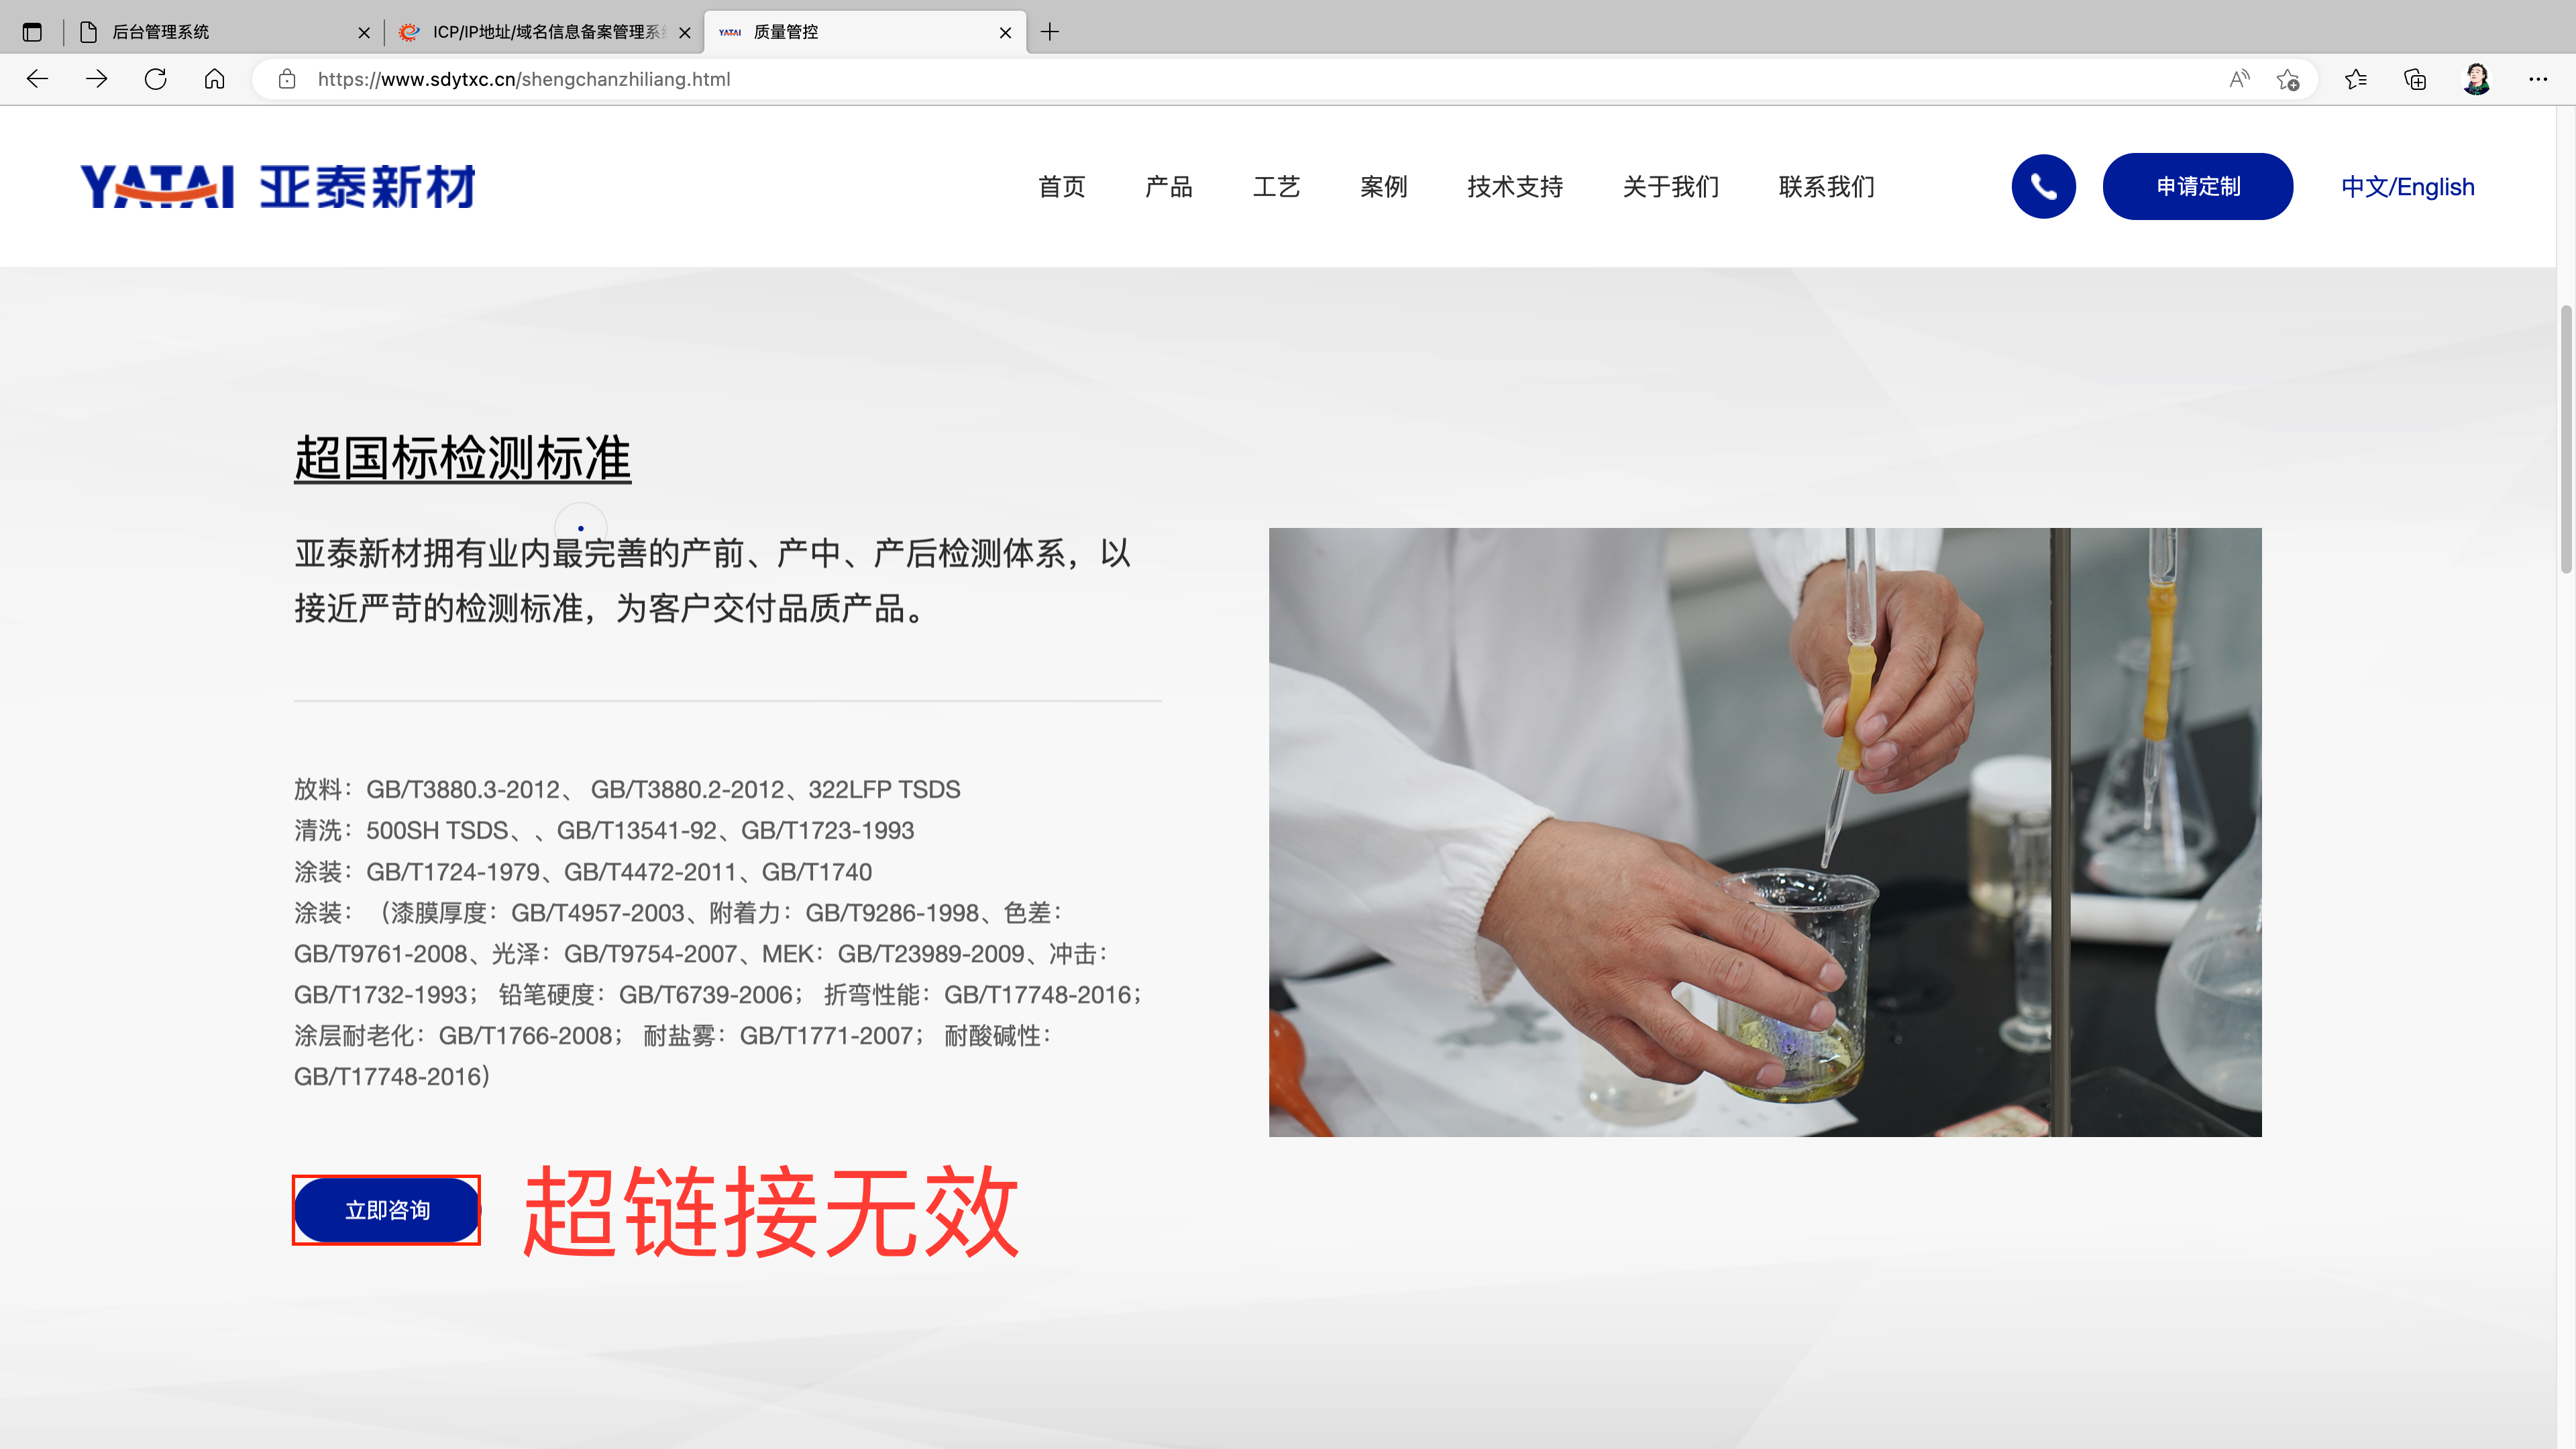 后台管理系统
ICP/IP地址/域名信息备案管理系
质量管控
https://www.sdytxc.cn/shengchanzhiliang.html
YATAI 亚泰新材
首页 产品 工艺 案例 技术支持 关于我们 联系我们 申请定制 中文/English
超国标检测标准
亚泰新材拥有业内最完善的产前、产中、产后检测体系，以
接近严苛的检测标准，为客户交付品质产品。
放料：GB/T3880.3-2012、 GB/T3880.2-2012、322LFP TSDS
清洗：500SH TSDS、、GB/T13541-92、GB/T1723-1993
涂装：GB/T1724-1979、GB/T4472-2011、GB/T1740
涂装：（漆膜厚度：GB/T4957-2003、附着力：GB/T9286-1998、色差：
GB/T9761-2008、光泽：GB/T9754-2007、MEK：GB/T23989-2009、冲击：
GB/T1732-1993； 铅笔硬度：GB/T6739-2006； 折弯性能：GB/T17748-2016；
涂层耐老化：GB/T1766-2008； 耐盐雾：GB/T1771-2007； 耐酸碱性：
GB/T17748-2016）
立即咨询
超链接无效